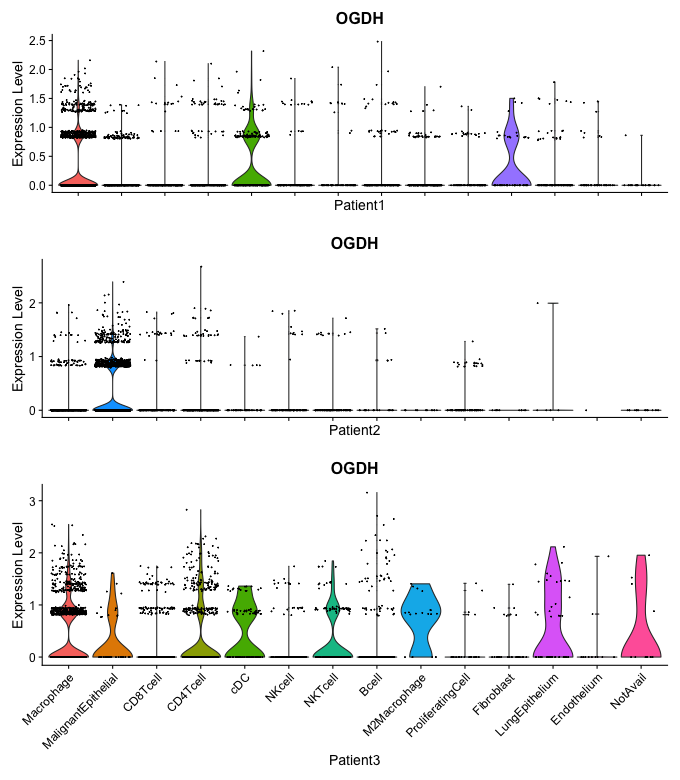 OGDH
Expression Level
2.5
2.0
1.5
1.0
0.5
0.0
Patient1
OGDH
Expression Level
2
1
0
Patient2
OGDH
Expression Level
3
2
1
0
Macrophage
MalignantEpithelial
CD8Tcell
CD4Tcell
cDC
NKcell
NKTcell
Bcell
M2Macrophage
ProliferatingCell
Fibroblast
LungEpithelium
Endothelium
NotAvail
Patient3